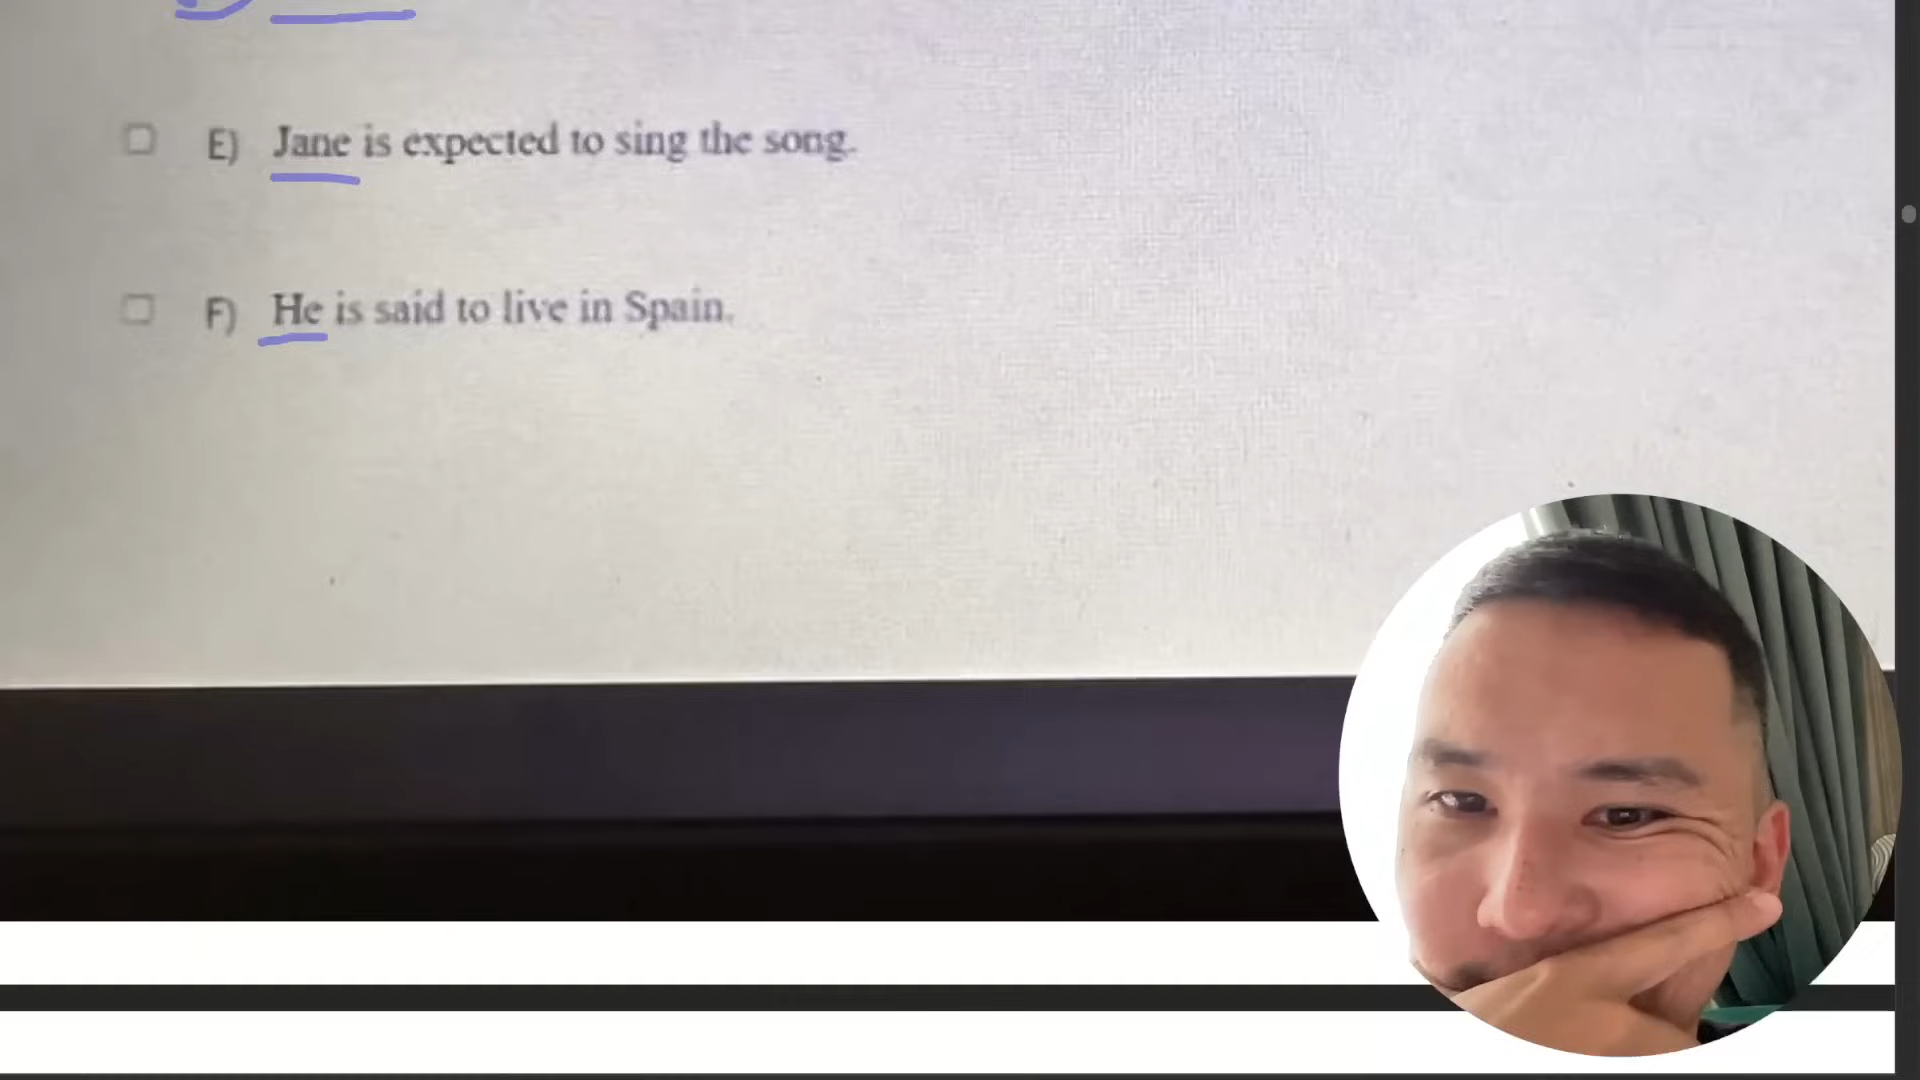 E) Jane is expected to sing the song.
F) He is said to live in Spain.